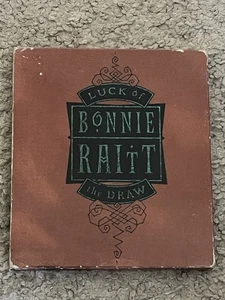 LUCK of
BONNIE
RAITT
the DRAW